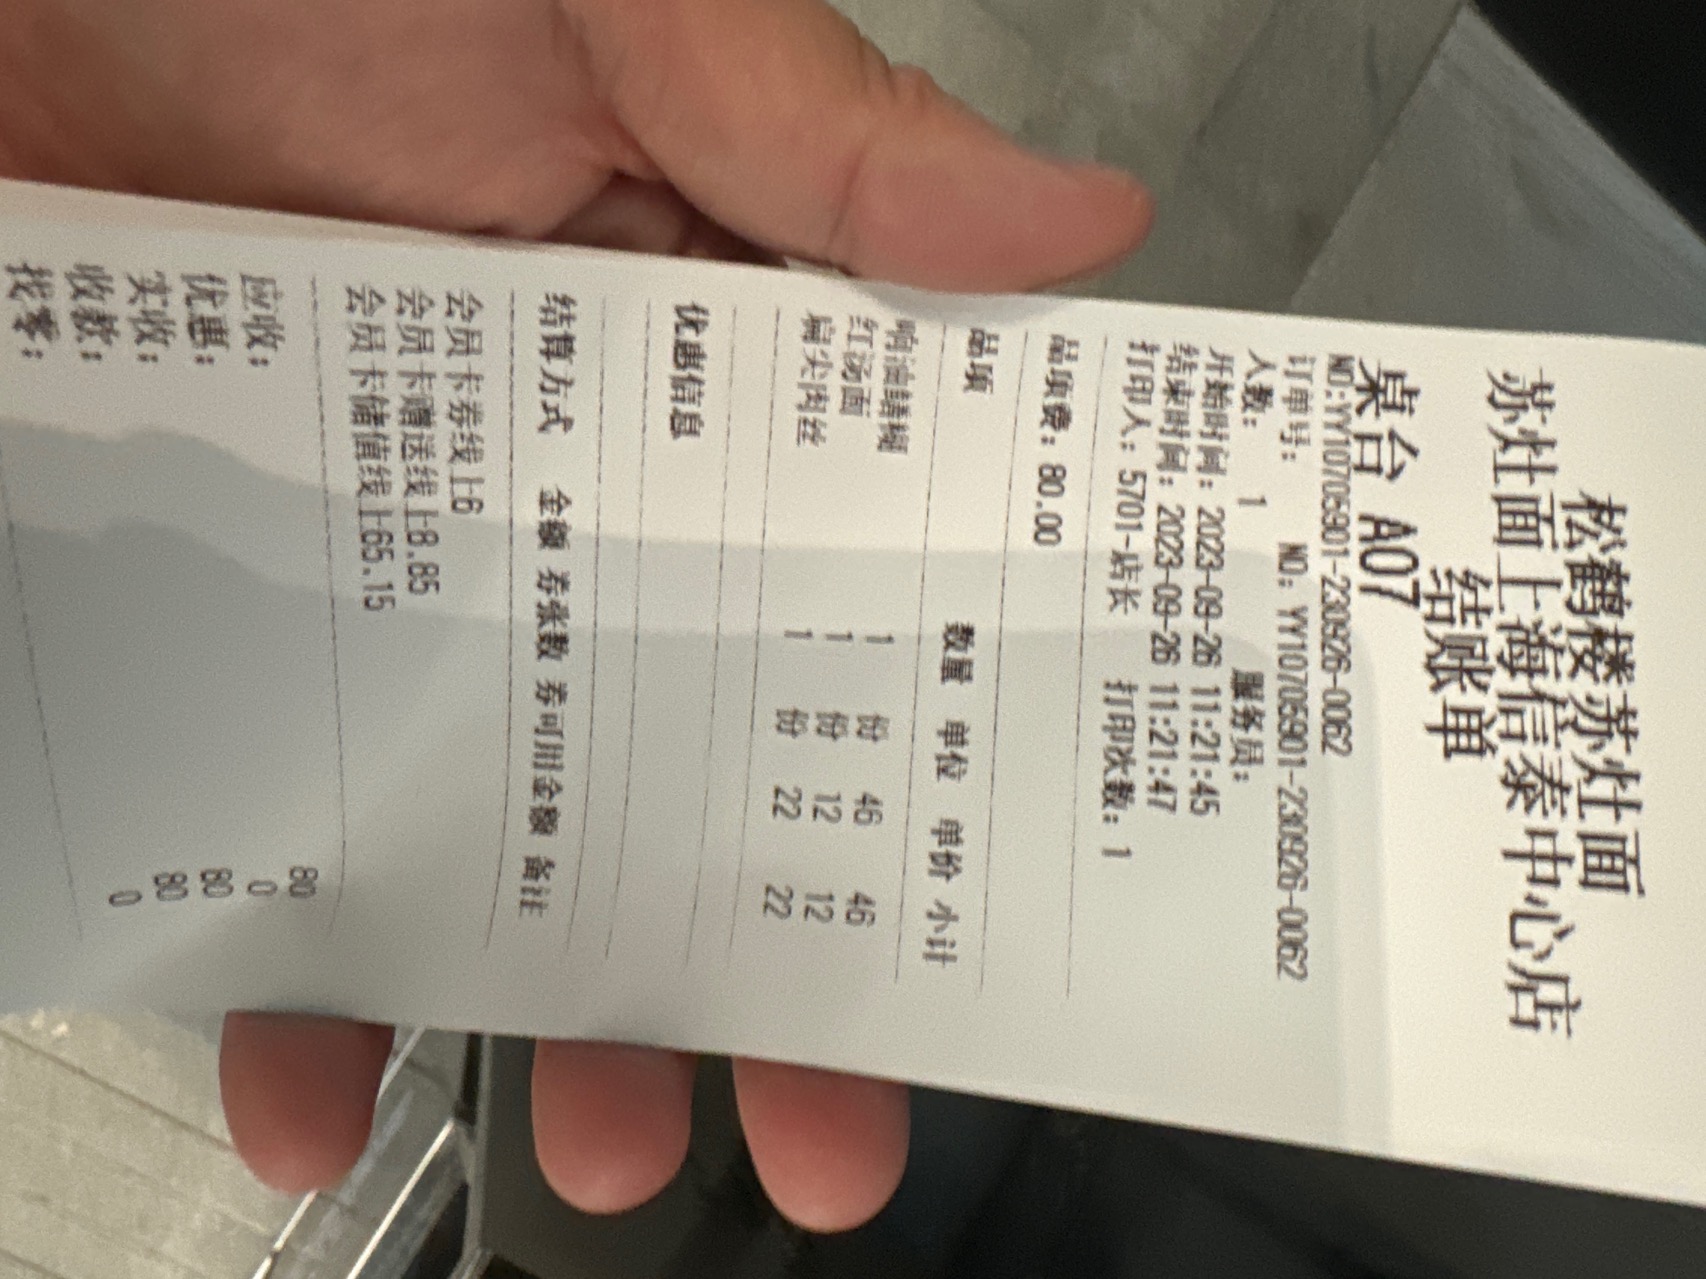 松鹤楼苏灶面
苏灶面上海信泰中心店
结账单
桌台 A07
NO:YY10705901-230926-0062
订单号: NO: YY10705901-230926-0062
人数: 1 服务员:
开始时间: 2023-09-26 11:21:45
结束时间: 2023-09-26 11:21:47
打印人: 5701-店长 打印次数: 1
品项费: 80.00
品项 数量 单位 单价 小计
响油鳝糊 1 份 46 46
红汤面 1 份 12 12
扁尖肉丝 1 份 22 22
优惠信息
结算方式 金额 券张数 券可用金额 备注
会员卡券线上6
会员卡赠送线上8.85
会员卡储值线上65.15
应收: 80
优惠: 0
实收: 80
收款: 80
找零: 0